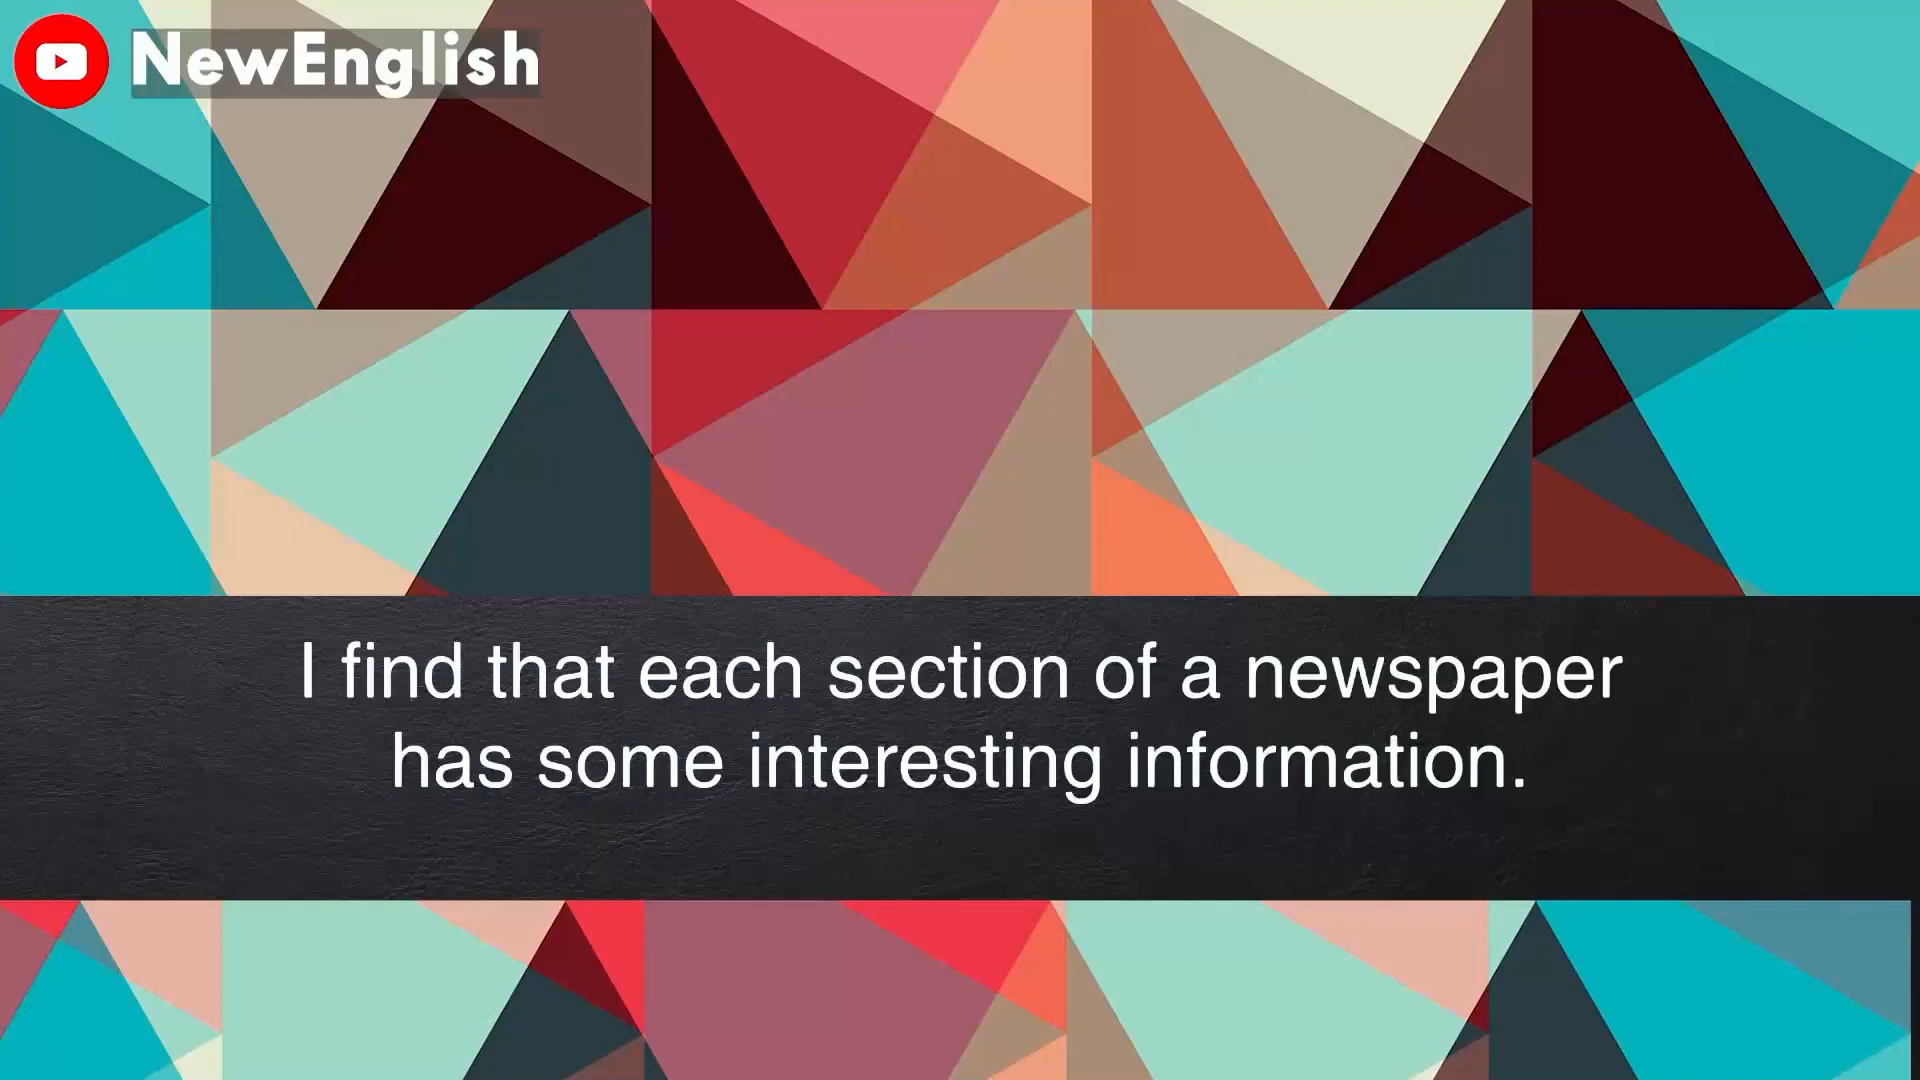 NewEnglish
I find that each section of a newspaper
has some interesting information.